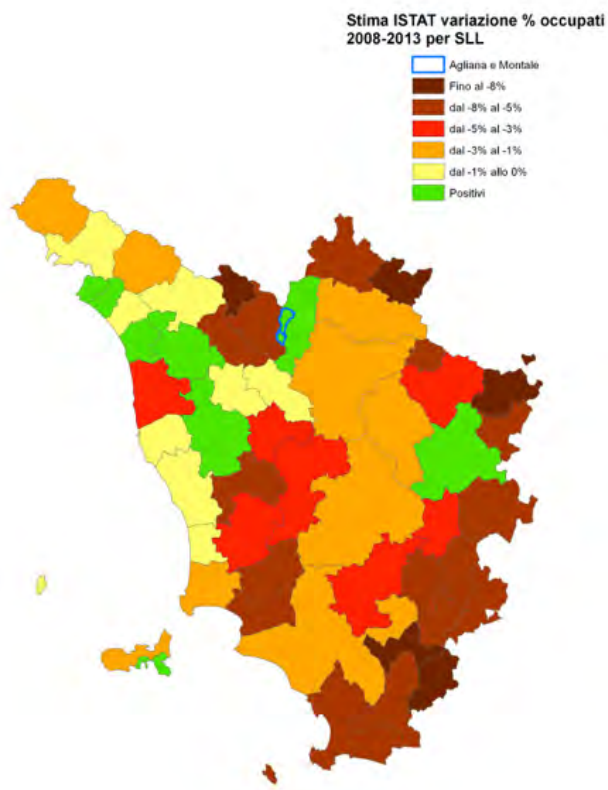 Stima ISTAT variazione % occupati
2008-2013 per SLL
Agliana e Montale
Fino al -8%
dal -8% al -5%
dal -5% al -3%
dal -3% al -1%
dal -1% allo 0%
Positivi